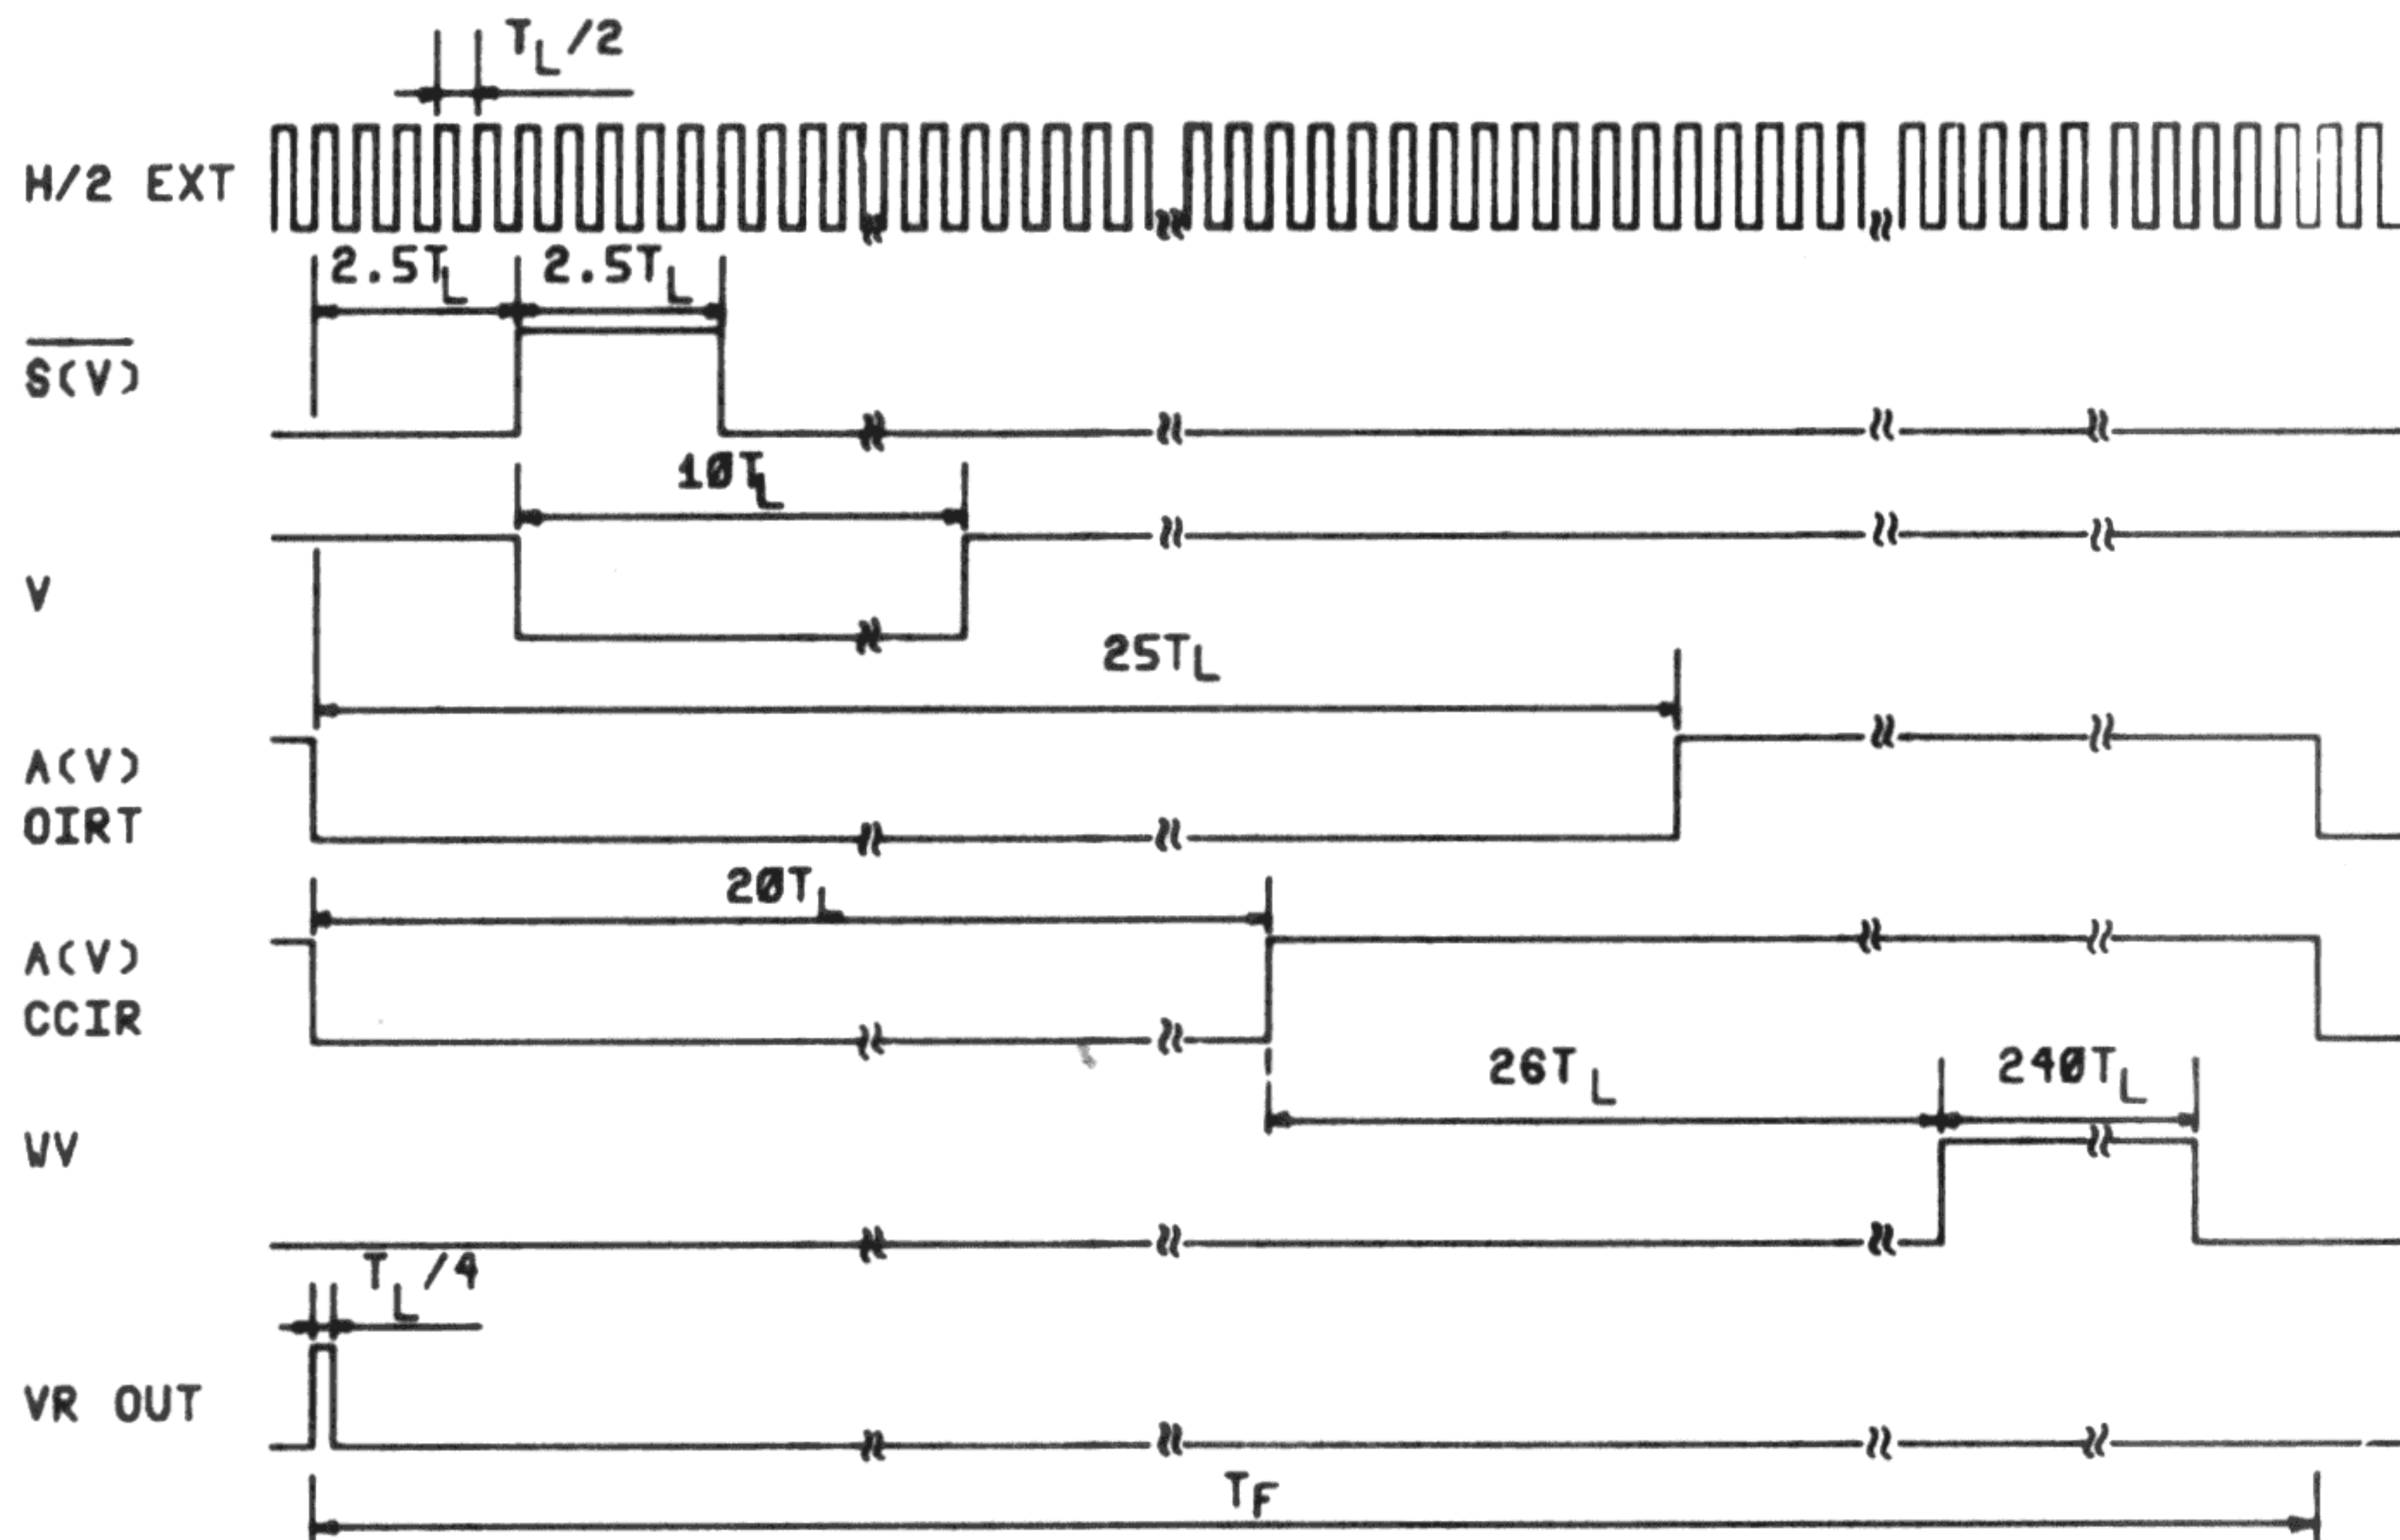 T_L/2
H/2 EXT
2.5T_L 2.5T_L
S̅(̅V̅)̅
10T_L
V
25T_L
A(V)
OIRT
20T_L
A(V)
CCIR
26T_L 240T_L
WV
T_L/4
VR OUT
T_F